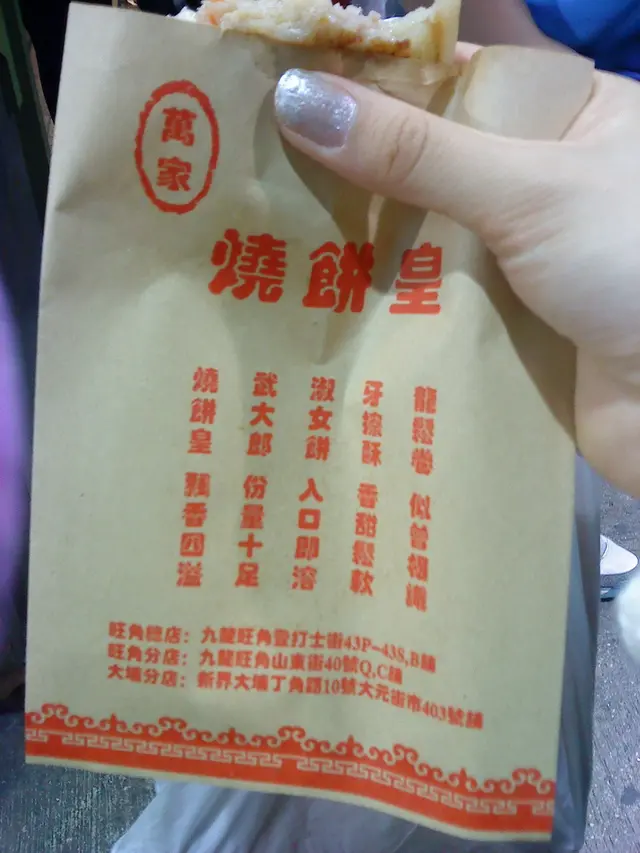 萬家
燒餅皇
龍鬆卷 似曾相識
牙擦酥 香甜鬆軟
淑女餅 入口即溶
武大郎 份量十足
燒餅皇 飄香四溢
旺角總店：九龍旺角登打士街43P-43S,B舖
旺角分店：九龍旺角山東街40號Q,C舖
大埔分店：新界大埔丁角路10號大元街市403號舖